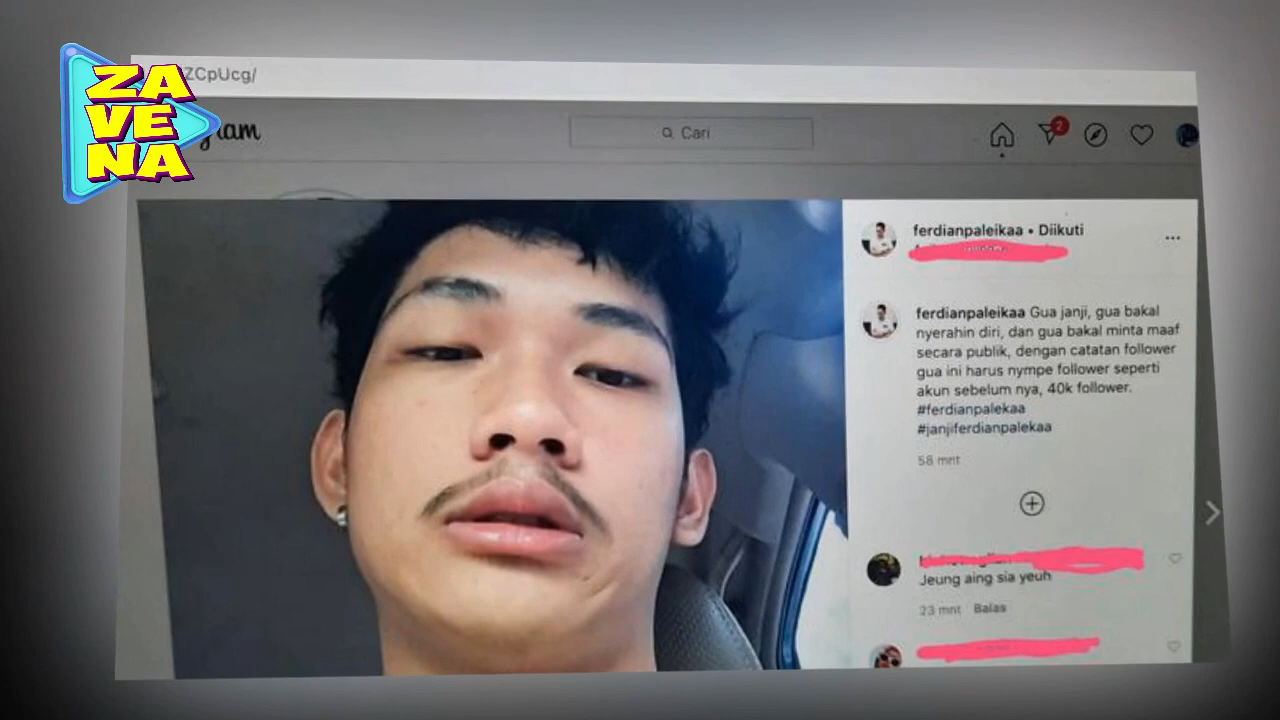 ZA
VE
NA
ZCpUcg/
Cari
2
ferdianpaleikaa • Diikuti
ferdianpaleikaa Gua janji, gua bakal
nyerahin diri, dan gua bakal minta maaf
secara publik, dengan catatan follower
gua ini harus nympe follower seperti
akun sebelum nya, 40k follower.
#ferdianpalekaa
#janjiferdianpalekaa
58 mnt
Jeung aing sia yeuh
23 mnt Balas